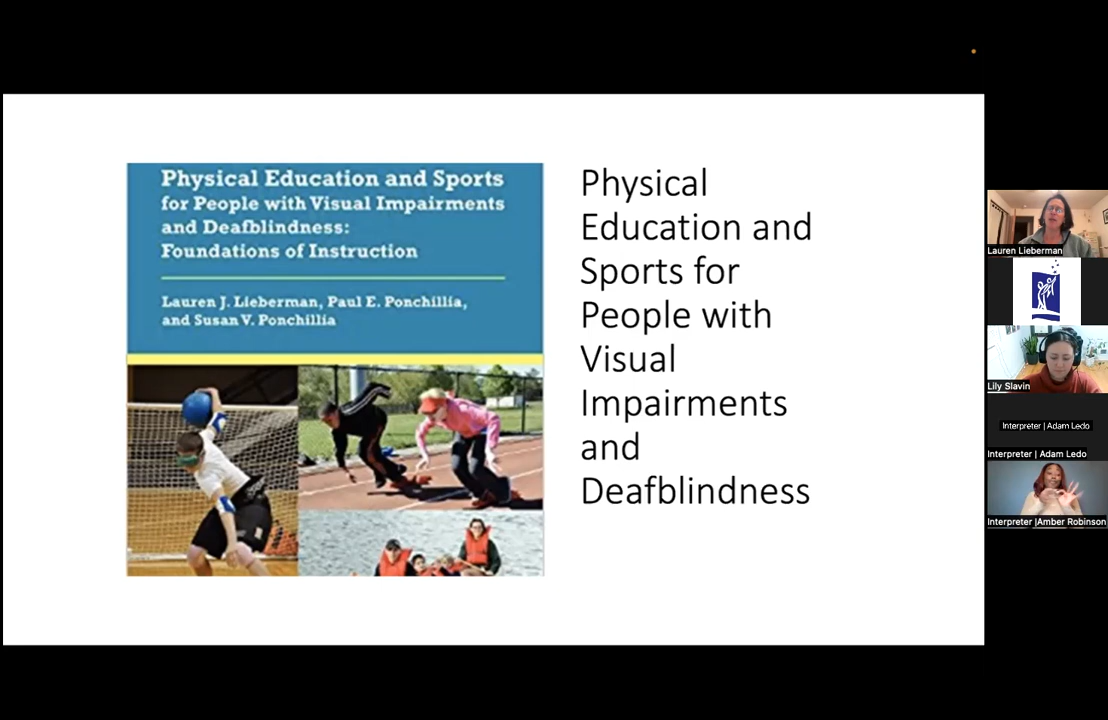 Physical Education and Sports
for People with Visual Impairments
and Deafblindness:
Foundations of Instruction
Lauren J. Lieberman, Paul E. Ponchillia,
and Susan V. Ponchillia
Physical
Education and
Sports for
People with
Visual
Impairments
and
Deafblindness
Lauren Lieberman
Lily Slavin
Interpreter | Adam Ledo
Interpreter | Adam Ledo
Interpreter |Amber Robinson